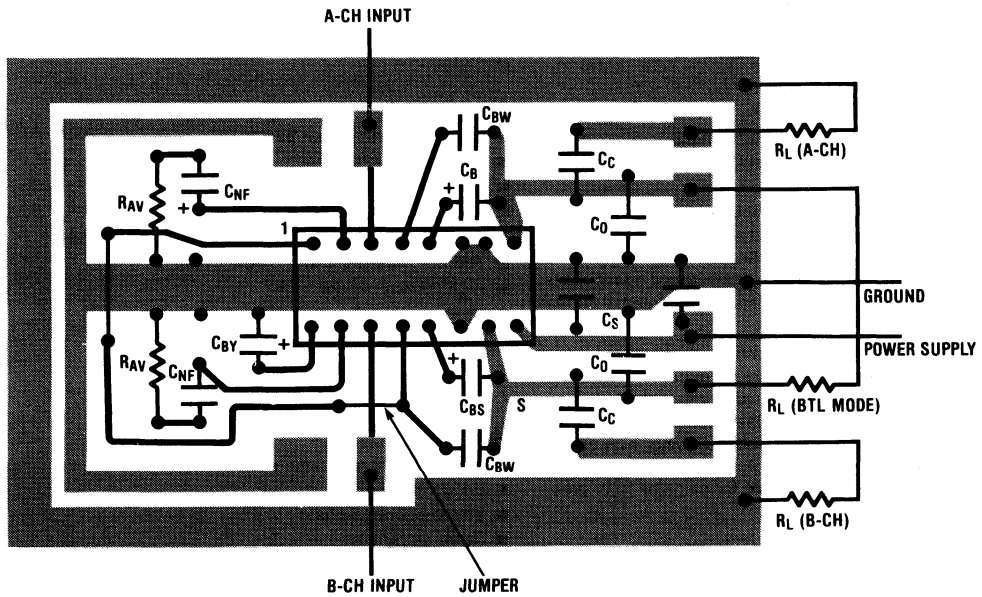 A-CH INPUT
CBW
CC
RL (A-CH)
CB
+
RAV
CNF
+
1
CO
GROUND
CS
POWER SUPPLY
CBY
+
RAV
CNF
+
CO
CBS
S
CC
RL (BTL MODE)
CBW
RL (B-CH)
B-CH INPUT
JUMPER